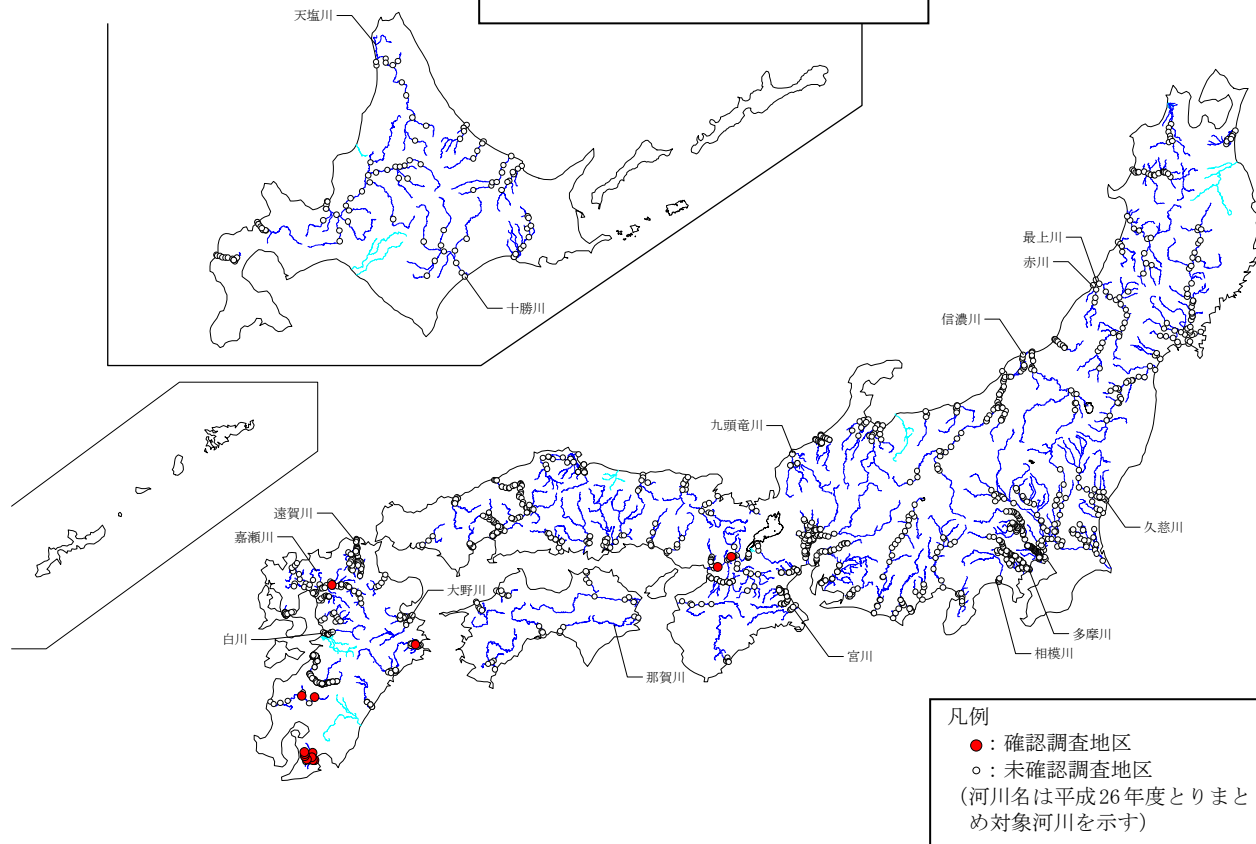 天塩川
十勝川
最上川
赤川
信濃川
九頭竜川
久慈川
遠賀川
嘉瀬川
大野川
白川
那賀川
宮川
相模川
多摩川
凡例
●：確認調査地区
○：未確認調査地区
（河川名は平成26年度とりまと
め対象河川を示す）